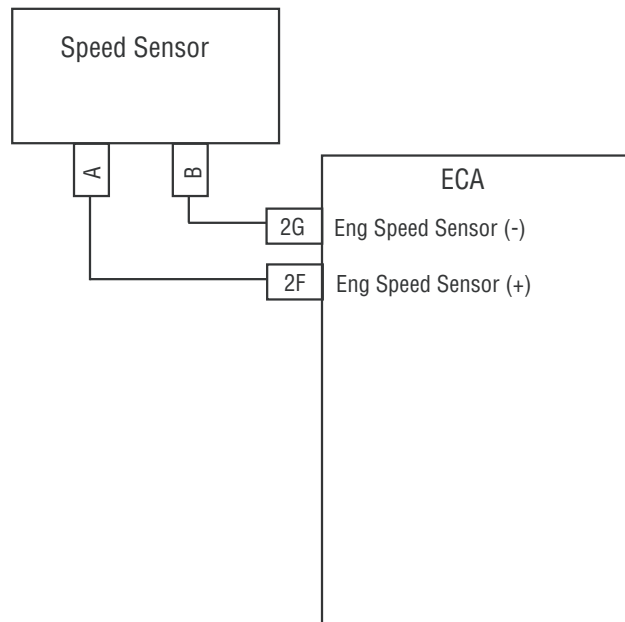 Speed Sensor
A
B
ECA
2G Eng Speed Sensor (-)
2F Eng Speed Sensor (+)